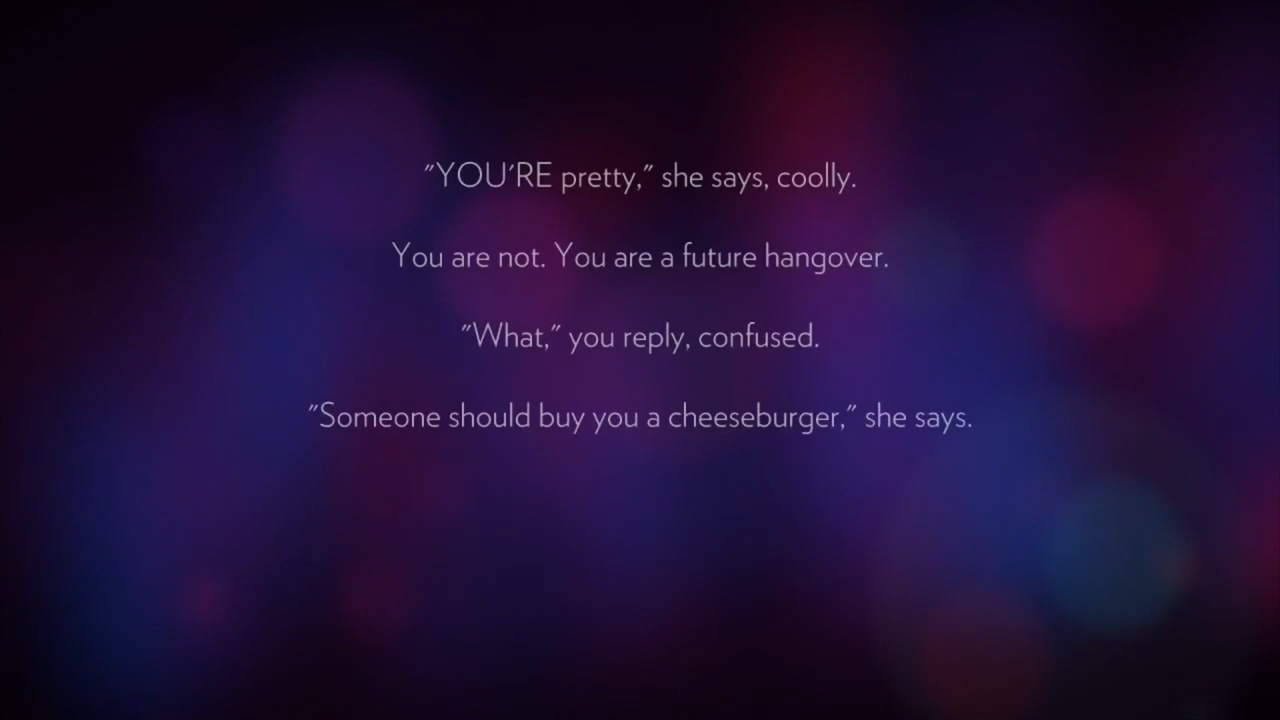 "YOU'RE pretty," she says, coolly.
You are not. You are a future hangover.
"What," you reply, confused.
"Someone should buy you a cheeseburger," she says.